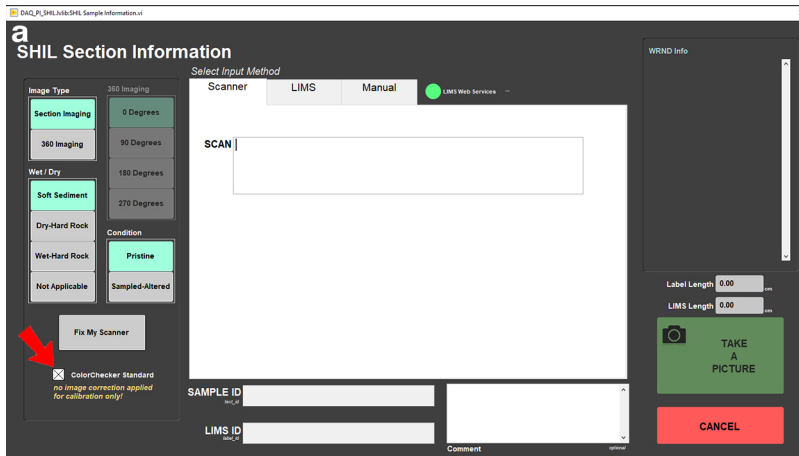 DAQ_PI_SHIL.lvlib:SHIL Sample Information.vi
a
SHIL Section Information
WRND Info
Select Input Method
Scanner
LIMS
Manual
LIMS Web Services
Image Type
Section Imaging
360 Imaging
360 Imaging
0 Degrees
90 Degrees
180 Degrees
270 Degrees
SCAN
Wet / Dry
Soft Sediment
Dry-Hard Rock
Wet-Hard Rock
Not Applicable
Condition
Pristine
Sampled-Altered
Fix My Scanner
ColorChecker Standard
no image correction applied
for calibration only!
Label Length 0.00 cm
LIMS Length 0.00 cm
TAKE
A
PICTURE
SAMPLE ID
text_id
LIMS ID
label_id
Comment
optional
CANCEL